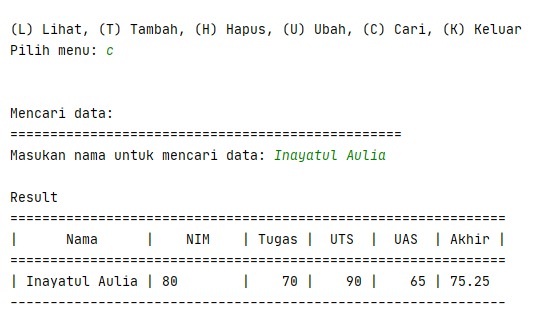 (L) Lihat, (T) Tambah, (H) Hapus, (U) Ubah, (C) Cari, (K) Keluar
Pilih menu: c
Mencari data:
=================================================
Masukan nama untuk mencari data: Inayatul Aulia
Result
==============================================================
|      Nama      |    NIM    | Tugas |  UTS  |  UAS  | Akhir |
==============================================================
| Inayatul Aulia | 80        |    70 |    90 |    65 | 75.25
--------------------------------------------------------------